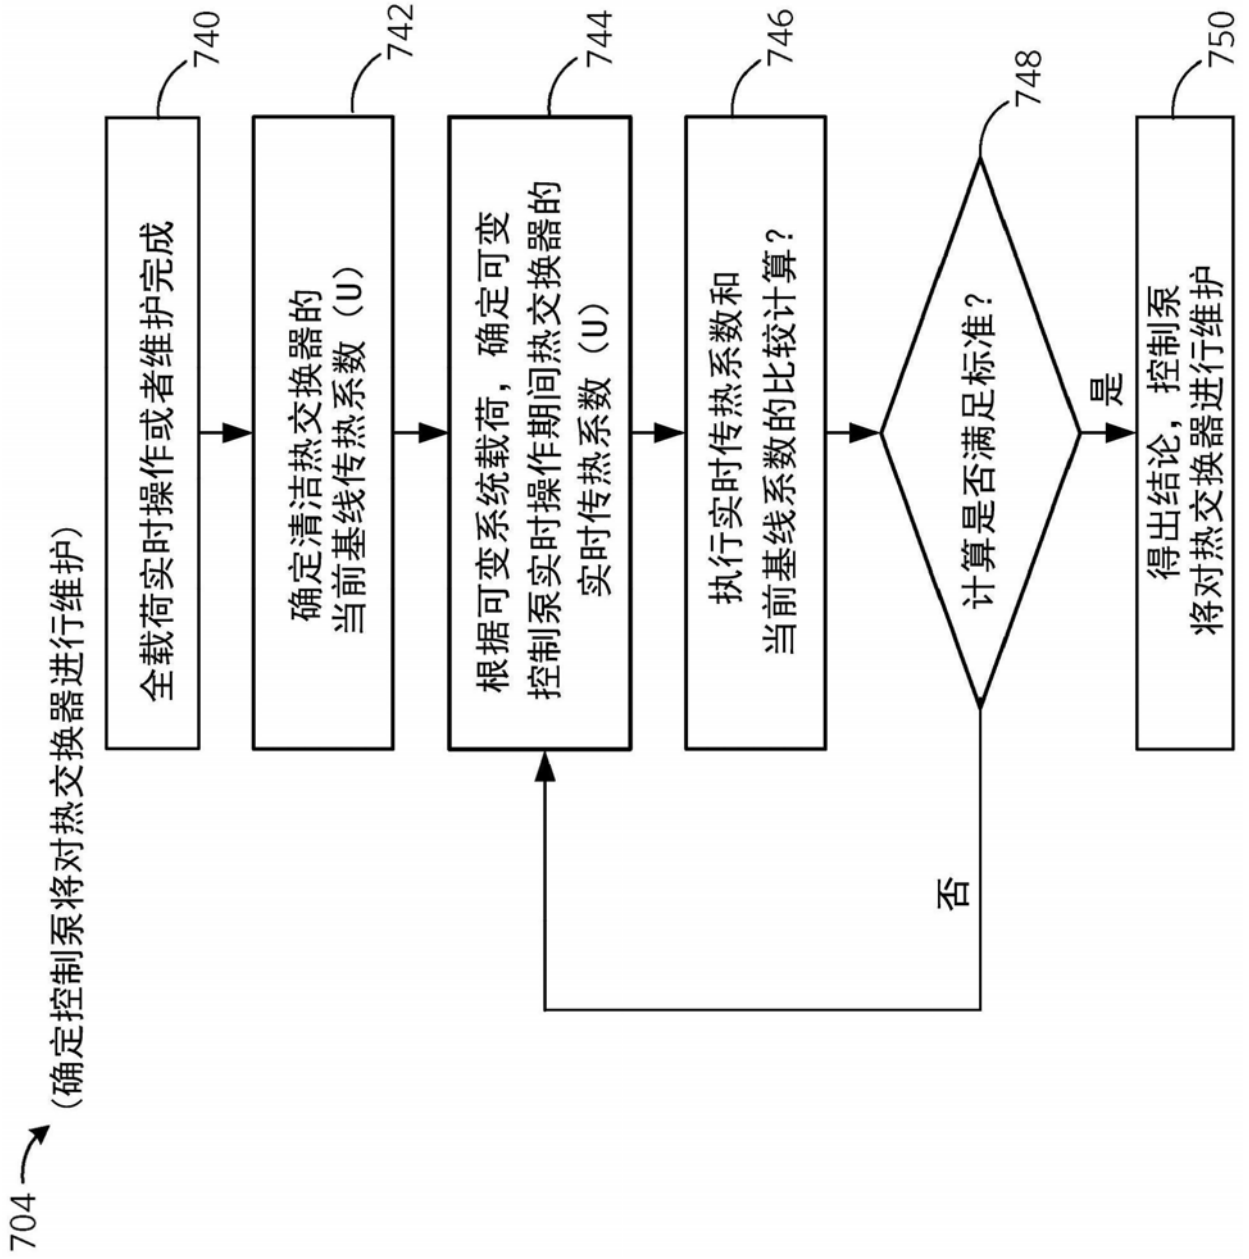 704
(确定控制泵将对热交换器进行维护)
740
全载荷实时操作或者维护完成
742
确定清洁热交换器的
当前基线传热系数（U）
744
根据可变系统载荷，确定可变
控制泵实时操作期间热交换器的
实时传热系数（U）
746
执行实时传热系数和
当前基线系数的比较计算？
748
计算是否满足标准？
否
是
750
得出结论，控制泵
将对热交换器进行维护